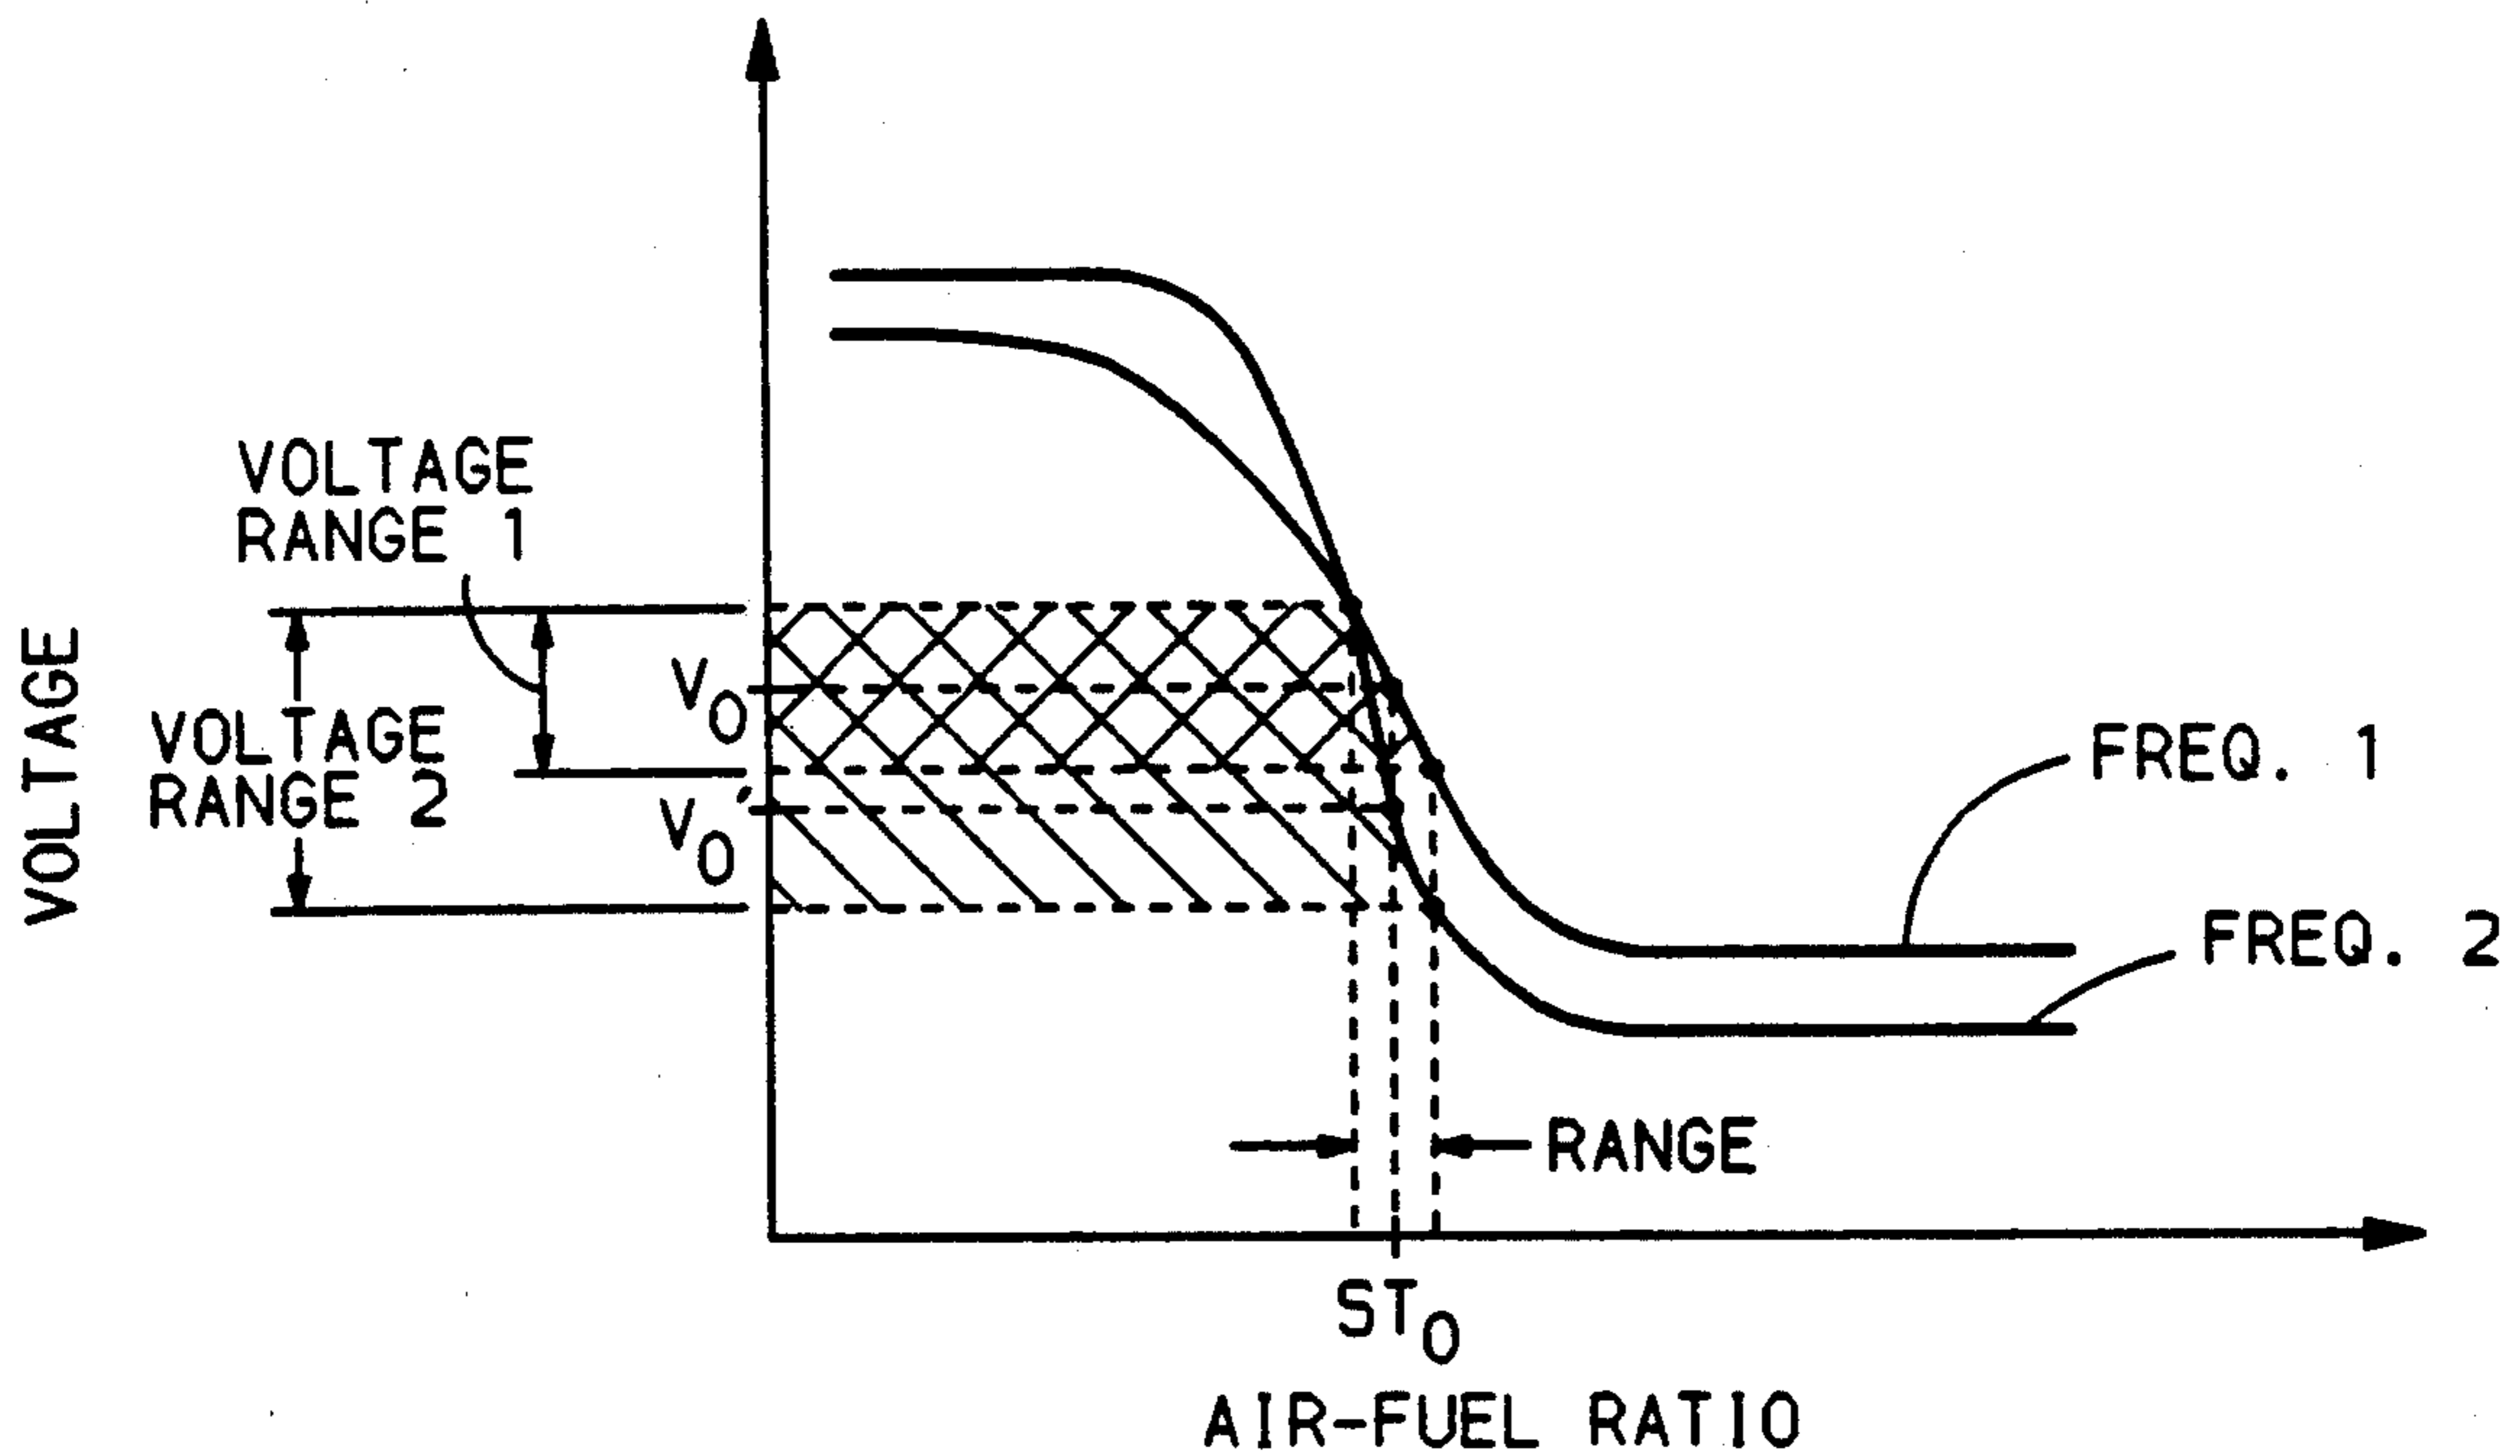 VOLTAGE
RANGE 1
VOLTAGE
V₀
VOLTAGE
RANGE 2
V₀′
FREQ. 1
FREQ. 2
RANGE
ST₀
AIR-FUEL RATIO